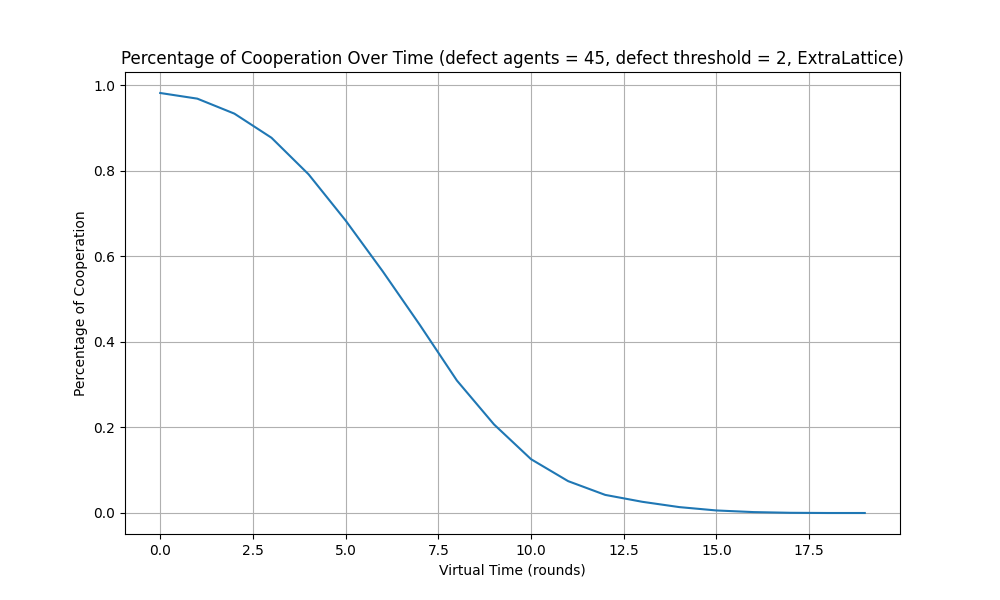 Percentage of Cooperation Over Time (defect agents = 45, defect threshold = 2, ExtraLattice)
1.0
0.8
0.6
0.4
0.2
0.0
Percentage of Cooperation
0.0 2.5 5.0 7.5 10.0 12.5 15.0 17.5
Virtual Time (rounds)